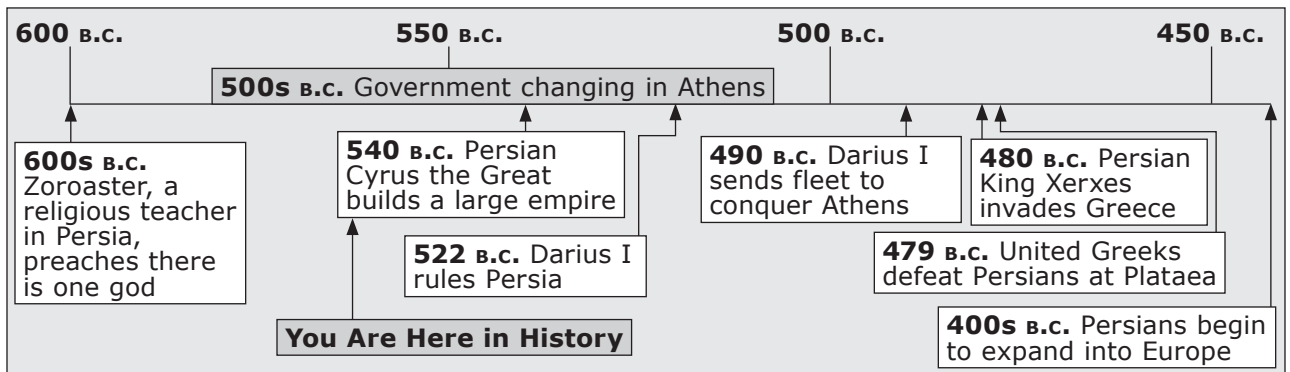 600 B.C.
550 B.C.
500 B.C.
450 B.C.
500s B.C. Government changing in Athens
600s B.C.
Zoroaster, a
religious teacher
in Persia,
preaches there
is one god
540 B.C. Persian
Cyrus the Great
builds a large empire
522 B.C. Darius I
rules Persia
You Are Here in History
490 B.C. Darius I
sends fleet to
conquer Athens
480 B.C. Persian
King Xerxes
invades Greece
479 B.C. United Greeks
defeat Persians at Plataea
400s B.C. Persians begin
to expand into Europe